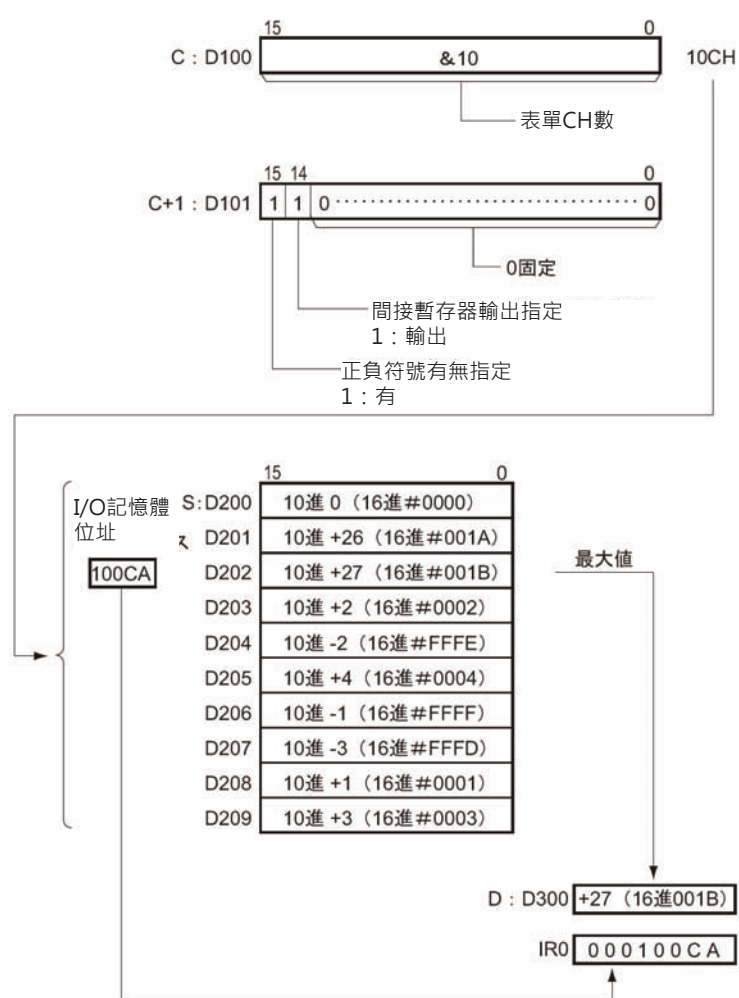 15 0
C：D100 &10 10CH
表單CH數
15 14 0
C+1：D101 1 1 0 ⋯⋯⋯⋯⋯⋯⋯⋯⋯⋯⋯ 0
0固定
間接暫存器輸出指定
1：輸出
正負符號有無指定
1：有
15 0
I/O記憶體
位址
S:D200 10進 0（16進#0000）
D201 10進 +26（16進#001A）
100CA D202 10進 +27（16進#001B） 最大值
D203 10進 +2（16進#0002）
D204 10進 -2（16進#FFFE）
D205 10進 +4（16進#0004）
D206 10進 -1（16進#FFFF）
D207 10進 -3（16進#FFFD）
D208 10進 +1（16進#0001）
D209 10進 +3（16進#0003）
D：D300 +27（16進001B）
IR0 000100CA